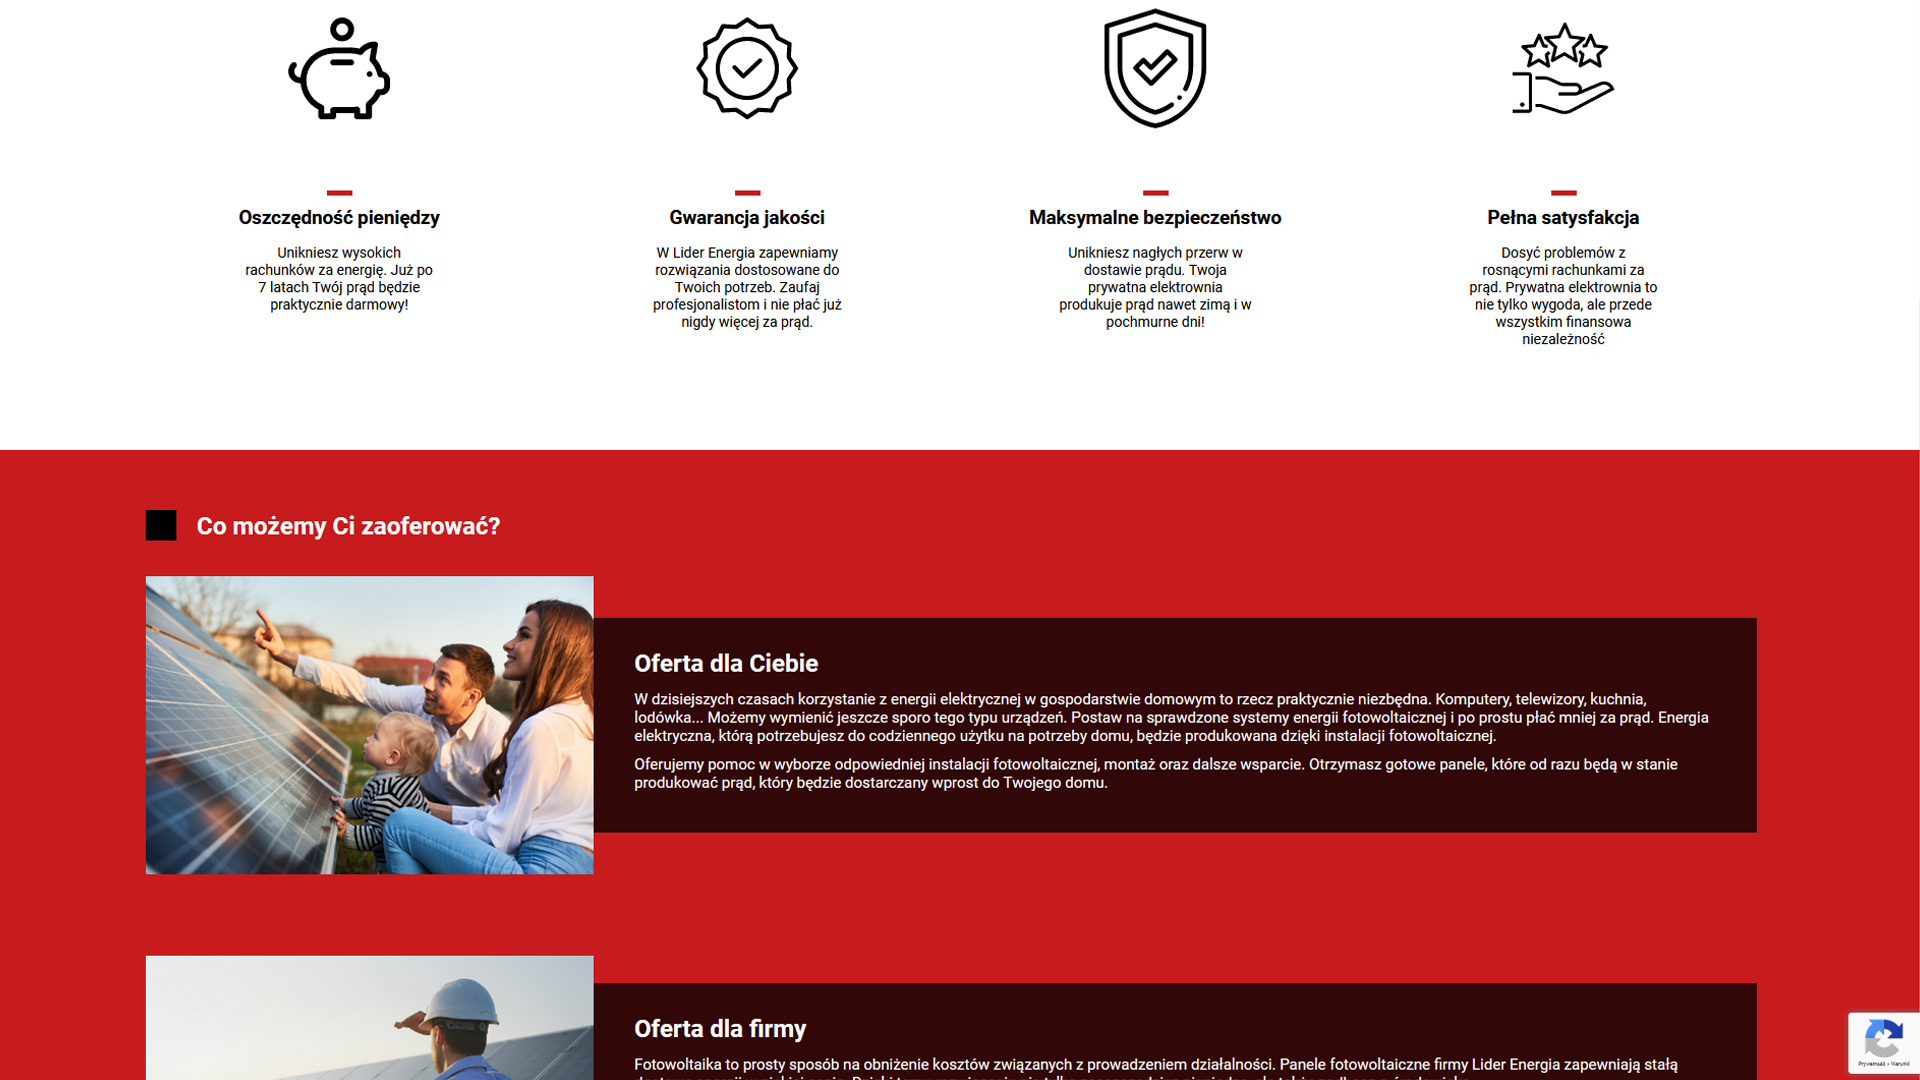 Oszczędność pieniędzy
Unikniesz wysokich
rachunków za energię. Już po
7 latach Twój prąd będzie
praktycznie darmowy!
Gwarancja jakości
W Lider Energia zapewniamy
rozwiązania dostosowane do
Twoich potrzeb. Zaufaj
profesjonalistom i nie płać już
nigdy więcej za prąd.
Maksymalne bezpieczeństwo
Unikniesz nagłych przerw w
dostawie prądu. Twoja
prywatna elektrownia
produkuje prąd nawet zimą i w
pochmurne dni!
Pełna satysfakcja
Dosyć problemów z
rosnącymi rachunkami za
prąd. Prywatna elektrownia to
nie tylko wygoda, ale przede
wszystkim finansowa
niezależność
Co możemy Ci zaoferować?
Oferta dla Ciebie
W dzisiejszych czasach korzystanie z energii elektrycznej w gospodarstwie domowym to rzecz praktycznie niezbędna. Komputery, telewizory, kuchnia,
lodówka... Możemy wymienić jeszcze sporo tego typu urządzeń. Postaw na sprawdzone systemy energii fotowoltaicznej i po prostu płać mniej za prąd. Energia
elektryczna, którą potrzebujesz do codziennego użytku na potrzeby domu, będzie produkowana dzięki instalacji fotowoltaicznej.
Oferujemy pomoc w wyborze odpowiedniej instalacji fotowoltaicznej, montaż oraz dalsze wsparcie. Otrzymasz gotowe panele, które od razu będą w stanie
produkować prąd, który będzie dostarczany wprost do Twojego domu.
Oferta dla firmy
Fotowoltaika to prosty sposób na obniżenie kosztów związanych z prowadzeniem działalności. Panele fotowoltaiczne firmy Lider Energia zapewniają stałą
Prywatność - Warunki